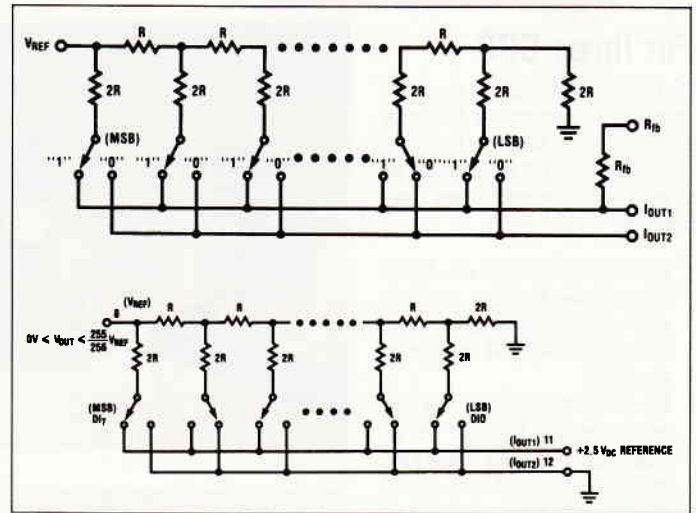 VREF
R
R
R
2R
2R
2R
2R
2R
2R
Rfb
(MSB)
(LSB)
"1" "0" "1" "0" "1" "0" "1" "0" "1" "0"
Rfb
IOUT1
IOUT2
(VREF)
8
R
R
R
2R
0V < VOUT < 255/256 VREF
2R
2R
2R
2R
2R
(MSB)
DI7
(LSB)
DI0
(IOUT1) 11
+2.5 VDC REFERENCE
(IOUT2) 12